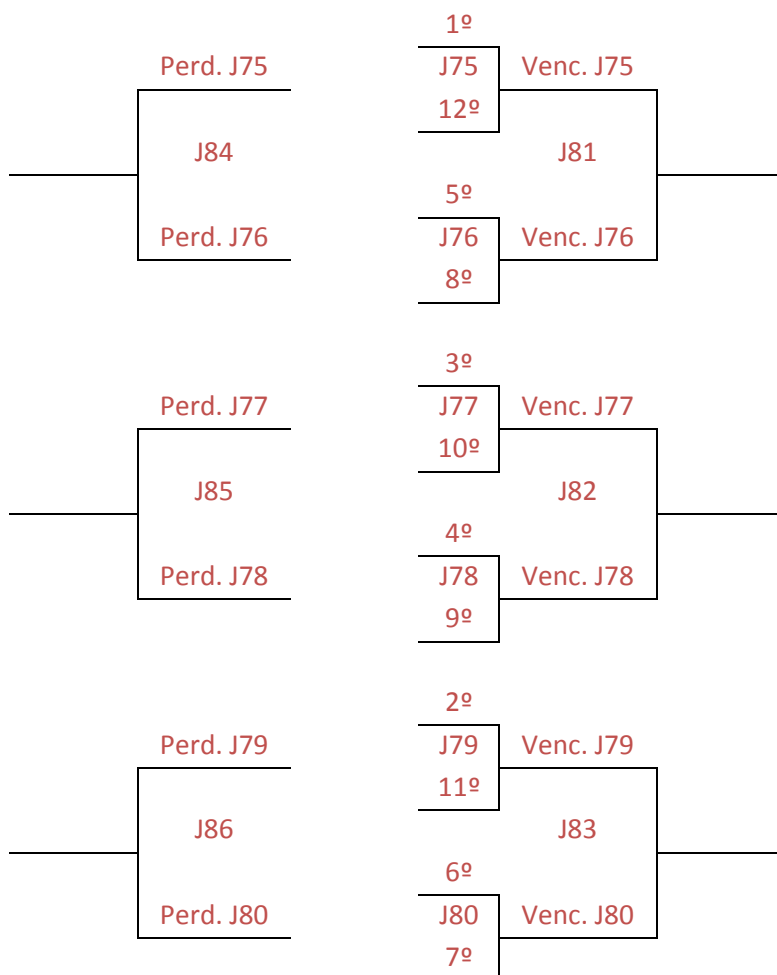 1º
Perd. J75 J75 Venc. J75
12º
J84 J81
5º
Perd. J76 J76 Venc. J76
8º
3º
Perd. J77 J77 Venc. J77
10º
J85 J82
4º
Perd. J78 J78 Venc. J78
9º
2º
Perd. J79 J79 Venc. J79
11º
J86 J83
6º
Perd. J80 J80 Venc. J80
7º